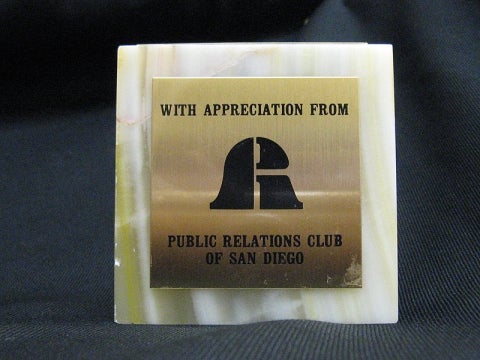 WITH APPRECIATION FROM
PUBLIC RELATIONS CLUB
OF SAN DIEGO